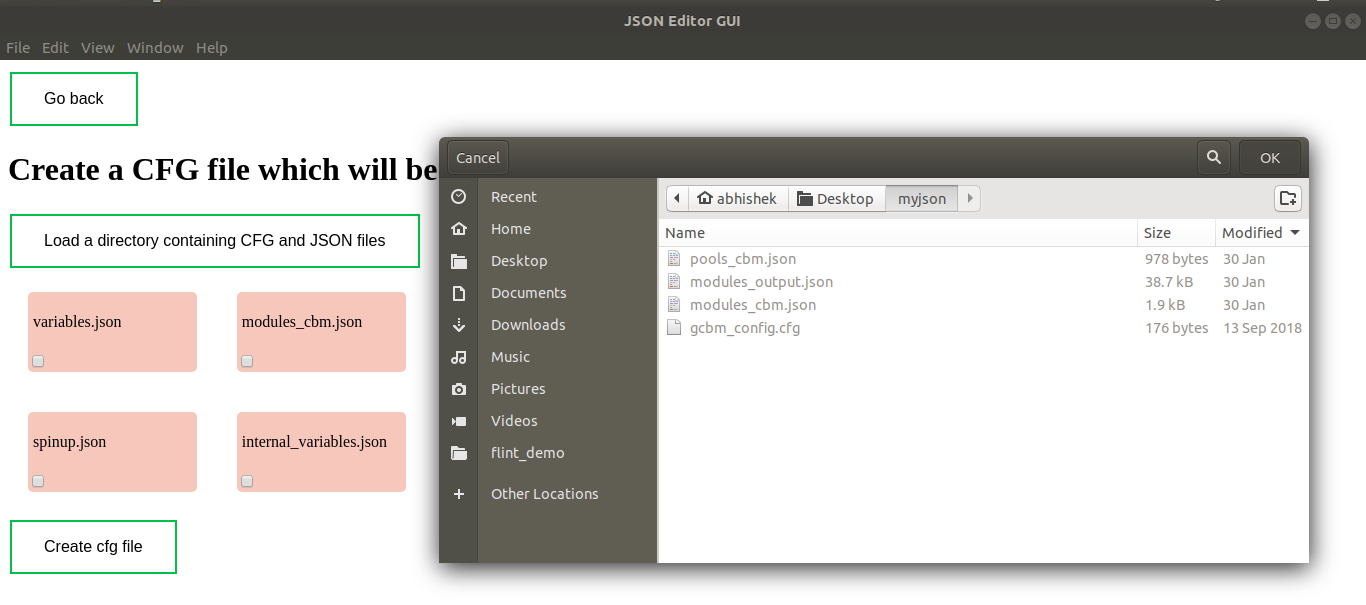 JSON Editor GUI
File Edit View Window Help
Go back
Create a CFG file which will be
Load a directory containing CFG and JSON files
variables.json
modules_cbm.json
spinup.json
internal_variables.json
Create cfg file
Cancel
OK
Recent
Home
Desktop
Documents
Downloads
Music
Pictures
Videos
flint_demo
Other Locations
abhishek Desktop myjson
Name Size Modified
pools_cbm.json 978 bytes 30 Jan
modules_output.json 38.7 kB 30 Jan
modules_cbm.json 1.9 kB 30 Jan
gcbm_config.cfg 176 bytes 13 Sep 2018